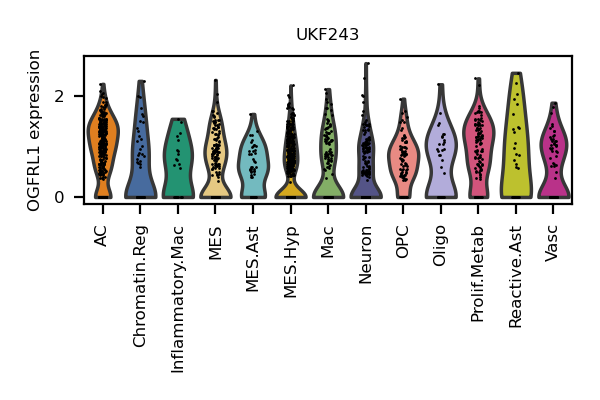 UKF243
OGFRL1 expression
2
0
AC
Chromatin.Reg
Inflammatory.Mac
MES
MES.Ast
MES.Hyp
Mac
Neuron
OPC
Oligo
Prolif.Metab
Reactive.Ast
Vasc